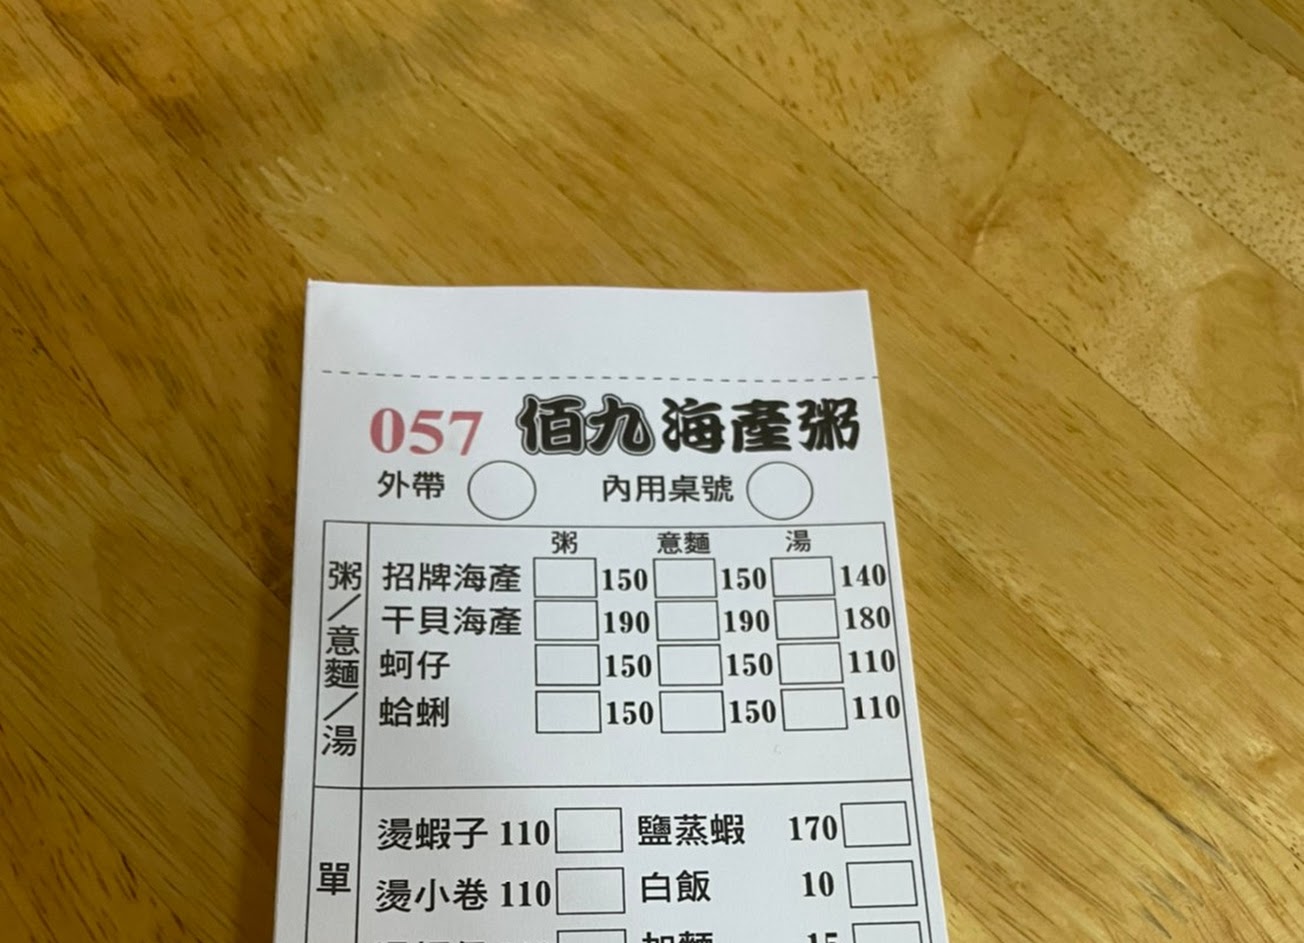 057 佰九海產粥
外帶 內用桌號
粥 意麵 湯
粥/意麵/湯
招牌海產 150 150 140
干貝海產 190 190 180
蚵仔 150 150 110
蛤蜊 150 150 110
單
燙蝦子 110 鹽蒸蝦 170
燙小卷 110 白飯 10
加麵 15